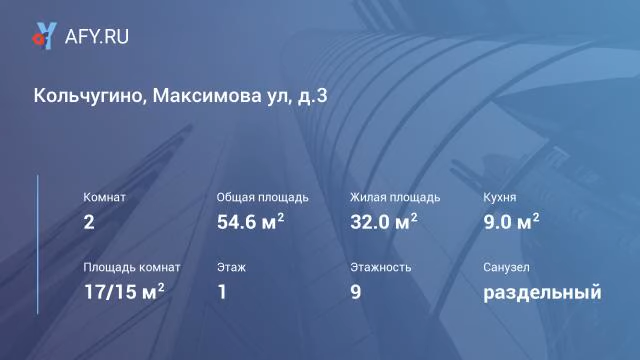 AFY.RU
Кольчугино, Максимова ул, д.3
Комнат
2
Общая площадь
54.6 м²
Жилая площадь
32.0 м²
Кухня
9.0 м²
Площадь комнат
17/15 м²
Этаж
1
Этажность
9
Санузел
раздельный